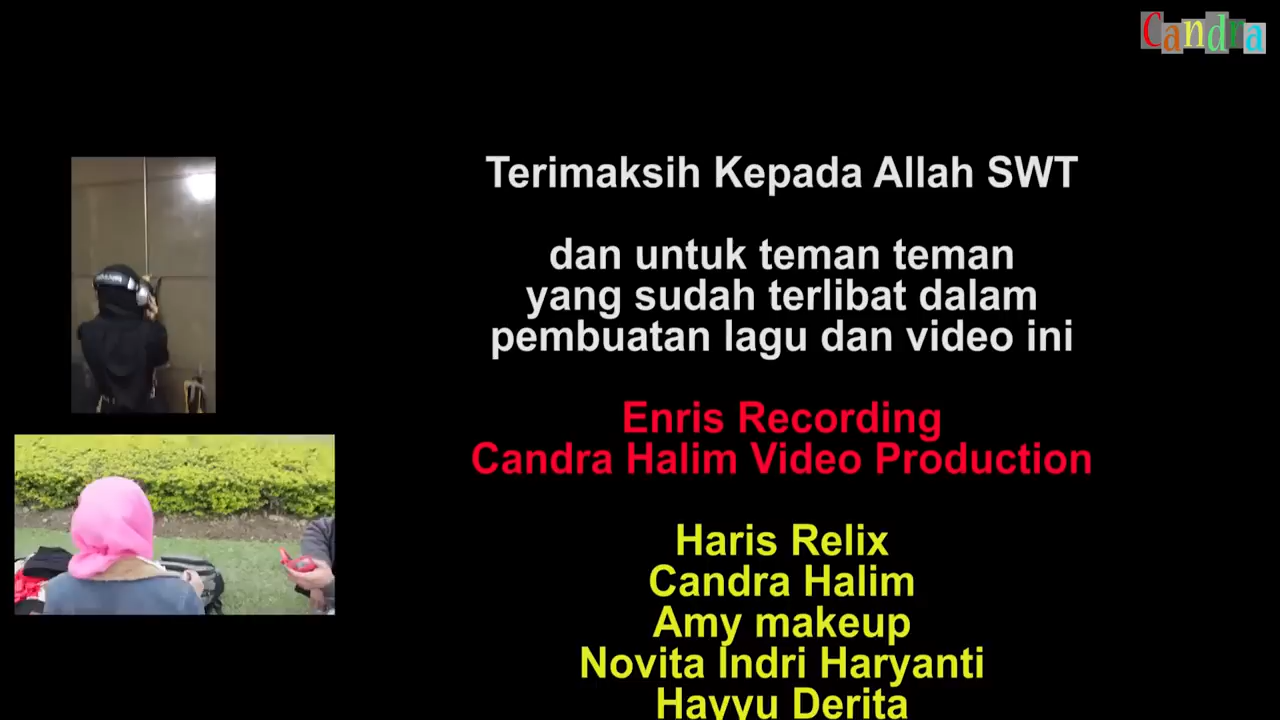 Candra
Terimaksih Kepada Allah SWT
dan untuk teman teman
yang sudah terlibat dalam
pembuatan lagu dan video ini
Enris Recording
Candra Halim Video Production
Haris Relix
Candra Halim
Amy makeup
Novita Indri Haryanti
Hayyu Derita